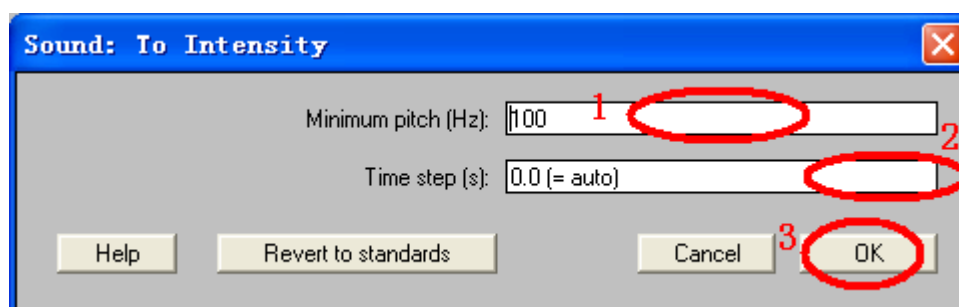 Sound: To Intensity
Minimum pitch (Hz): 100 1
2
Time step (s): 0.0 (= auto)
Help Revert to standards Cancel 3 OK